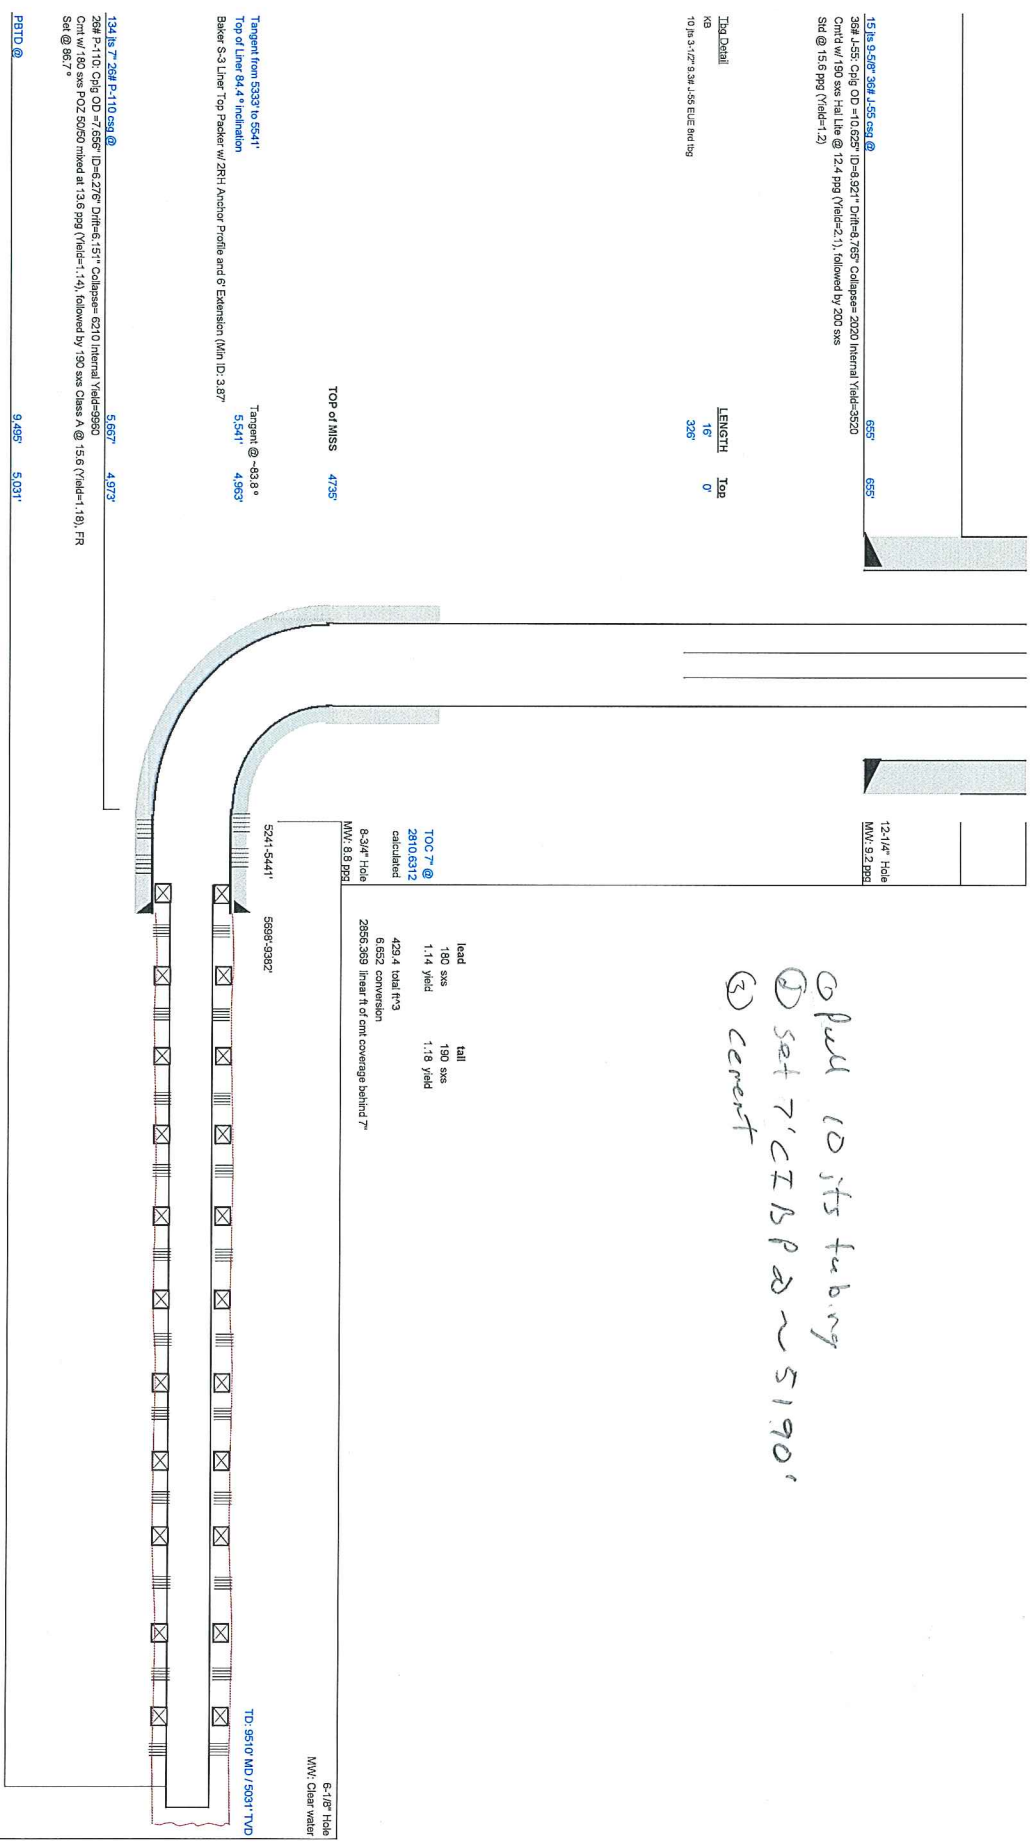 15 jts 9-5/8" 36# J-55 csg @ 655' 655'
36# J-55: Cplg OD =10.625" ID=8.921" Drift=8.765" Collapse= 2020 Internal Yield=3520
Cmt'd w/ 190 sxs Hal Lite @ 12.4 ppg (Yield=2.1), followed by 200 sxs
Std @ 15.6 ppg (Yield=1.2)
12-1/4" Hole
MW: 9.2 ppg
Tbg Detail LENGTH Top
KB 16' 0'
10 jts 3-1/2" 9.3# J-55 EUE 8rd tbg 326'
① Pull 10 jts tubing
② Set 7" CIBP @ ~ 5190'
③ cement
TOP of MISS 4735'
TOC 7" @
2810.6312
calculated
8-3/4" Hole
MW: 8.8 ppg
lead tail
180 sxs 190 sxs
1.14 yield 1.18 yield
429.4 total ft^3
6.652 conversion
2856.369 linear ft of cmt coverage behind 7"
Tangent from 5333' to 5541' Tangent @ ~83.8 º
Top of Liner 84.4 º inclination 5,541' 4,963'
Baker S-3 Liner Top Packer w/ 2RH Anchor Profile and 6' Extension (Min ID: 3.87"
5241-5441' 5698'-9382'
6-1/8" Hole
MW: Clear water
TD: 9510' MD / 5031' TVD
134 jts 7" 26# P-110 csg @ 5,667' 4,973'
26# P-110: Cplg OD =7.656" ID=6.276" Drift=6.151" Collapse= 6210 Internal Yield=9960
Cmt w/ 180 sxs POZ 50/50 mixed at 13.6 ppg (Yield=1.14), followed by 190 sxs Class A @ 15.6 (Yield=1.18), FR
Set @ 86.7 º
PBTD @ 9,495' 5,031'